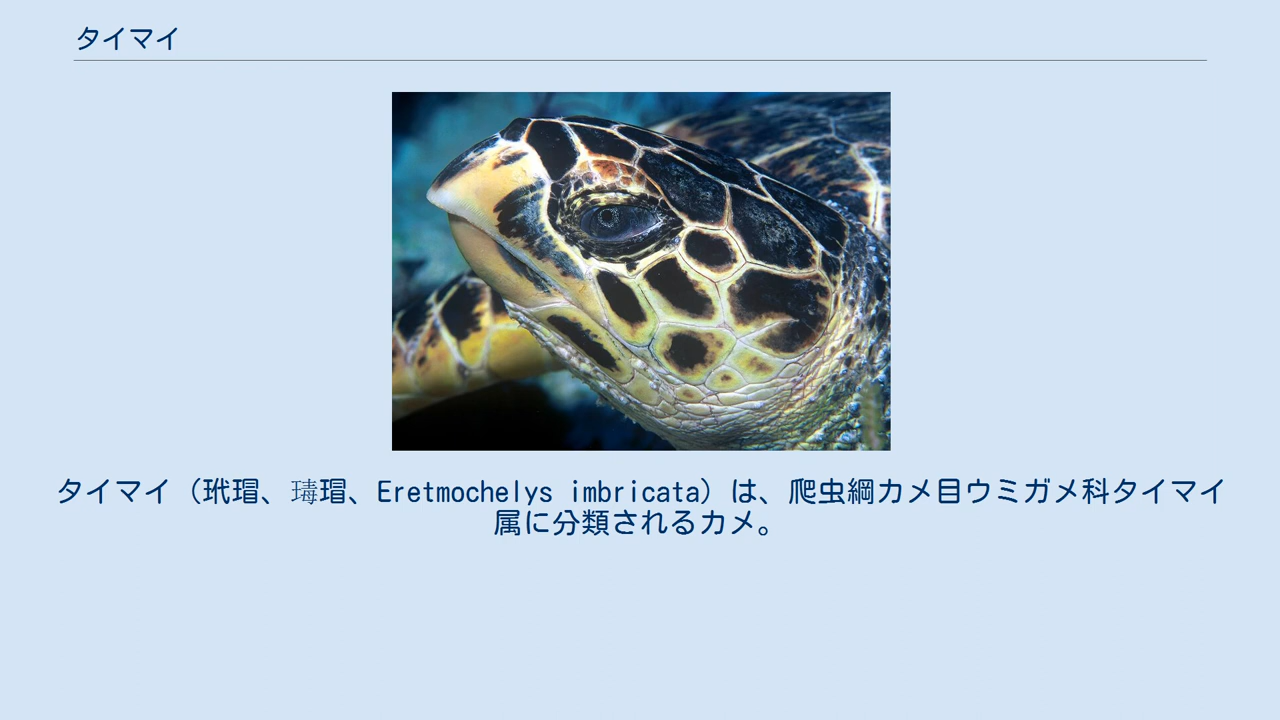 タイマイ
タイマイ（玳瑁、瑇瑁、Eretmochelys imbricata）は、爬虫綱カメ目ウミガメ科タイマイ
属に分類されるカメ。